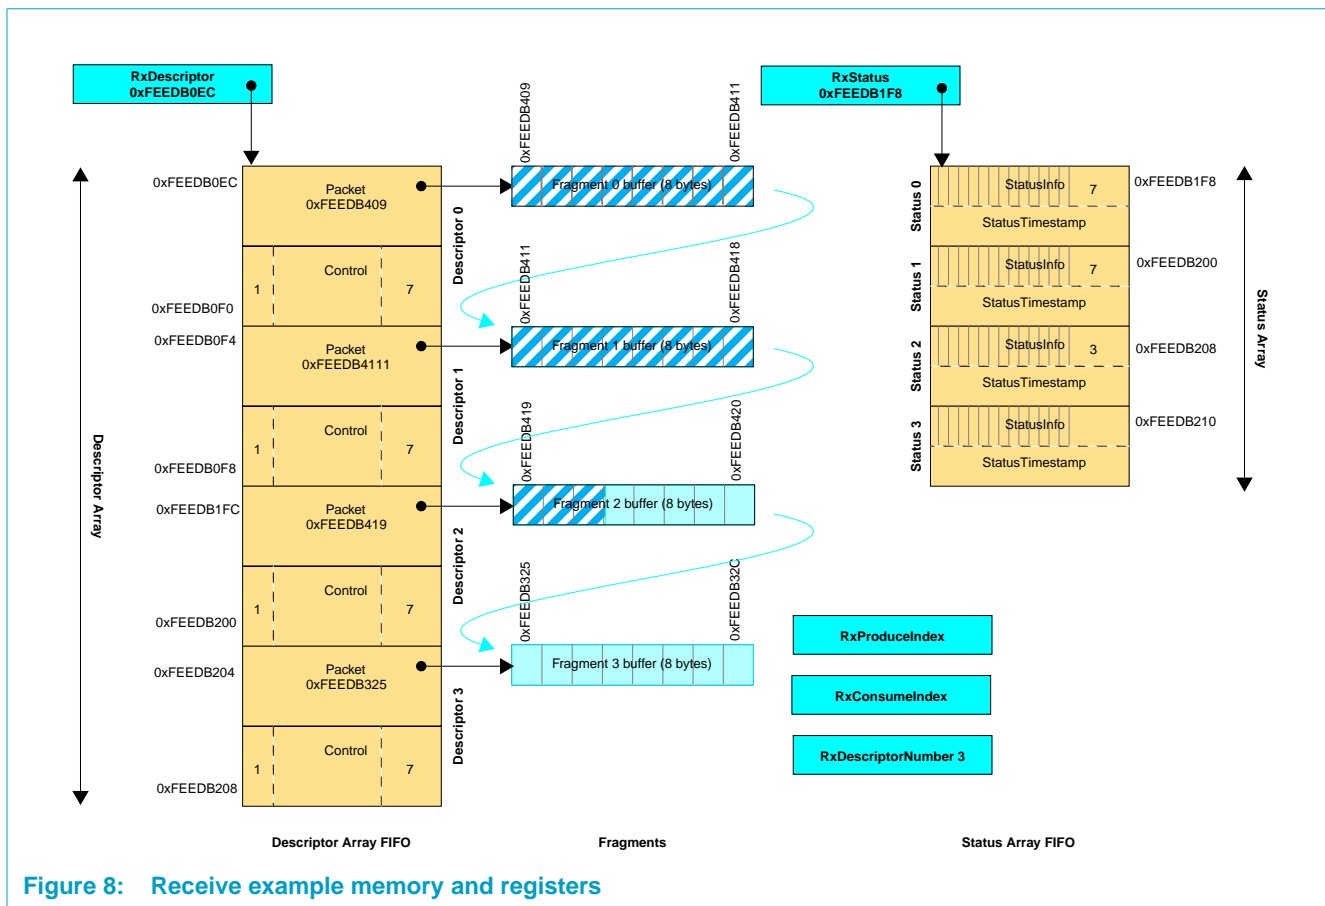 RxDescriptor
0xFEEDB0EC
0xFEEDB409
0xFEEDB411
RxStatus
0xFEEDB1F8
0xFEEDB0EC
Packet
0xFEEDB409
Descriptor 0
Fragment 0 buffer (8 bytes)
Status 0
StatusInfo
7
0xFEEDB1F8
StatusTimestamp
1
Control
7
0xFEEDB0F0
0xFEEDB411
0xFEEDB418
Status 1
StatusInfo
7
0xFEEDB200
StatusTimestamp
0xFEEDB0F4
Packet
0xFEEDB4111
Descriptor 1
Fragment 1 buffer (8 bytes)
Status 2
StatusInfo
3
0xFEEDB208
StatusTimestamp
Status Array
Descriptor Array
1
Control
7
0xFEEDB0F8
0xFEEDB419
0xFEEDB420
Status 3
StatusInfo
0xFEEDB210
StatusTimestamp
0xFEEDB1FC
Packet
0xFEEDB419
Descriptor 2
Fragment 2 buffer (8 bytes)
1
Control
7
0xFEEDB200
0xFEEDB325
0xFEEDB32C
RxProduceIndex
0xFEEDB204
Packet
0xFEEDB325
Descriptor 3
Fragment 3 buffer (8 bytes)
RxConsumeIndex
1
Control
7
0xFEEDB208
RxDescriptorNumber 3
Descriptor Array FIFO
Fragments
Status Array FIFO
Figure 8: Receive example memory and registers